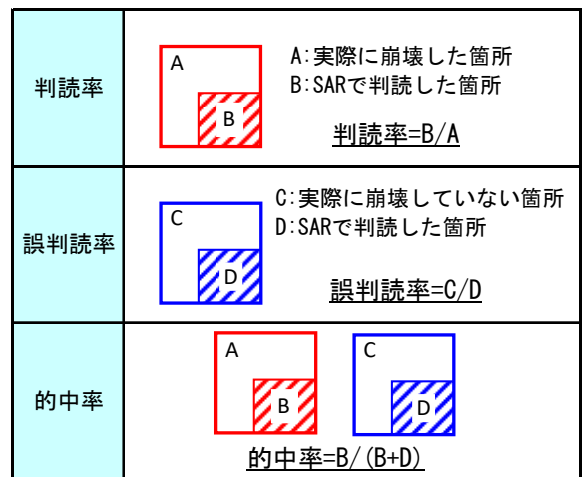 判読率
A
B
A:実際に崩壊した箇所
B:SARで判読した箇所
判読率=B/A
誤判読率
C
D
C:実際に崩壊していない箇所
D:SARで判読した箇所
誤判読率=C/D
的中率
A
B
C
D
的中率=B/(B+D)